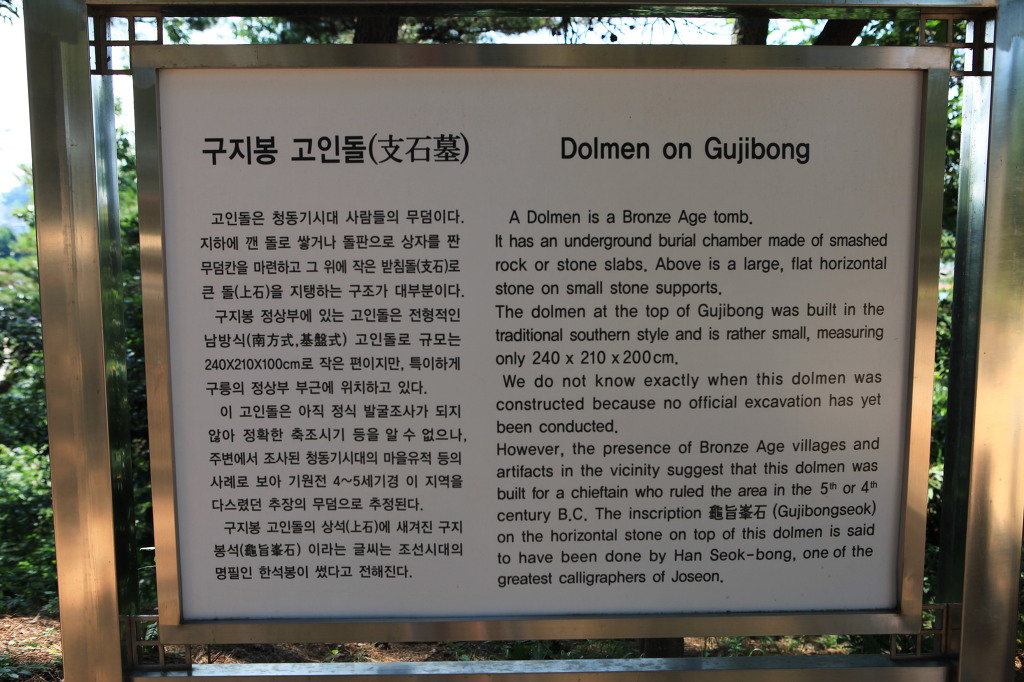 구지봉 고인돌(支石墓)
고인돌은 청동기시대 사람들의 무덤이다.
지하에 깬 돌로 쌓거나 돌판으로 상자를 짠
무덤칸을 마련하고 그 위에 작은 받침돌(支石)로
큰 돌(上石)을 지탱하는 구조가 대부분이다.
구지봉 정상부에 있는 고인돌은 전형적인
남방식(南方式,基盤式) 고인돌로 규모는
240X210X100cm로 작은 편이지만, 특이하게
구릉의 정상부 부근에 위치하고 있다.
이 고인돌은 아직 정식 발굴조사가 되지
않아 정확한 축조시기 등을 알 수 없으나,
주변에서 조사된 청동기시대의 마을유적 등의
사례로 보아 기원전 4~5세기경 이 지역을
다스렸던 추장의 무덤으로 추정된다.
구지봉 고인돌의 상석(上石)에 새겨진 구지
봉석(龜旨峯石) 이라는 글씨는 조선시대의
명필인 한석봉이 썼다고 전해진다.
Dolmen on Gujibong
A Dolmen is a Bronze Age tomb.
It has an underground burial chamber made of smashed
rock or stone slabs. Above is a large, flat horizontal
stone on small stone supports.
The dolmen at the top of Gujibong was built in the
traditional southern style and is rather small, measuring
only 240 x 210 x 200cm.
We do not know exactly when this dolmen was
constructed because no official excavation has yet
been conducted.
However, the presence of Bronze Age villages and
artifacts in the vicinity suggest that this dolmen was
built for a chieftain who ruled the area in the 5th or 4th
century B.C. The inscription 龜旨峯石 (Gujibongseok)
on the horizontal stone on top of this dolmen is said
to have been done by Han Seok-bong, one of the
greatest calligraphers of Joseon.